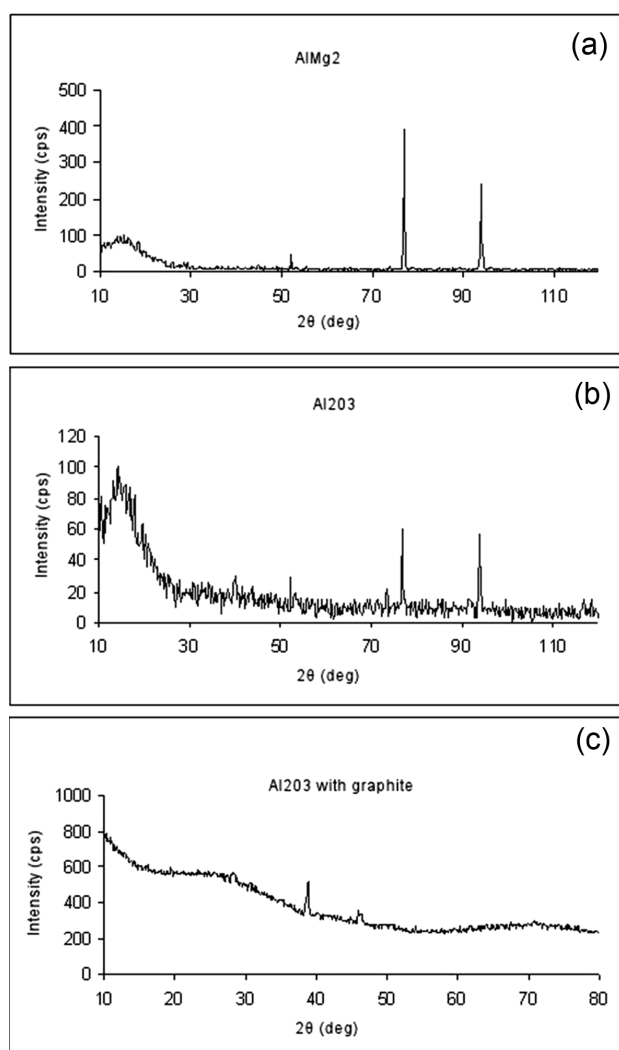 (a)
AlMg2
500
400
300
200
100
0
Intensity (cps)
10 30 50 70 90 110
2θ (deg)
(b)
Al203
120
100
80
60
40
20
0
Intensity (cps)
10 30 50 70 90 110
2θ (deg)
(c)
Al203 with graphite
1000
800
600
400
200
0
Intensity (cps)
10 20 30 40 50 60 70 80
2θ (deg)